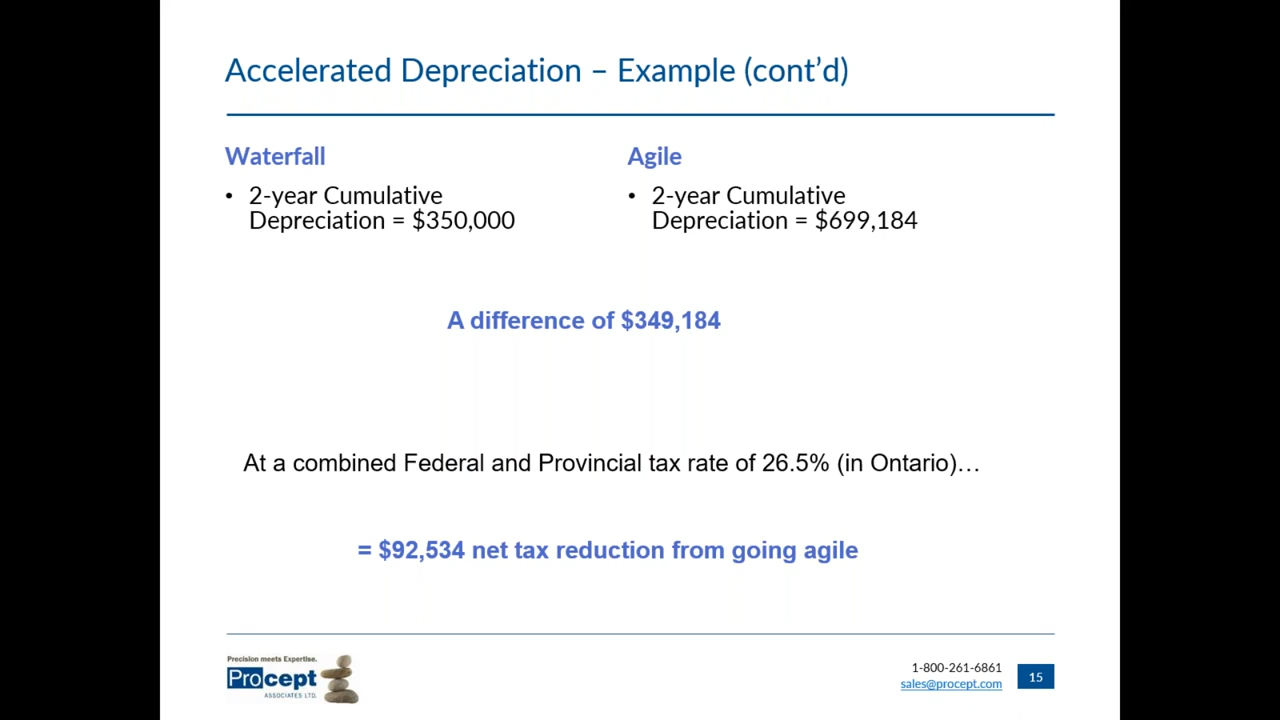 Accelerated Depreciation – Example (cont’d)
Waterfall
• 2-year Cumulative
Depreciation = $350,000
Agile
• 2-year Cumulative
Depreciation = $699,184
A difference of $349,184
At a combined Federal and Provincial tax rate of 26.5% (in Ontario)…
= $92,534 net tax reduction from going agile
Precision meets Expertise.
Procept
ASSOCIATES LTD.
1-800-261-6861
sales@procept.com
15